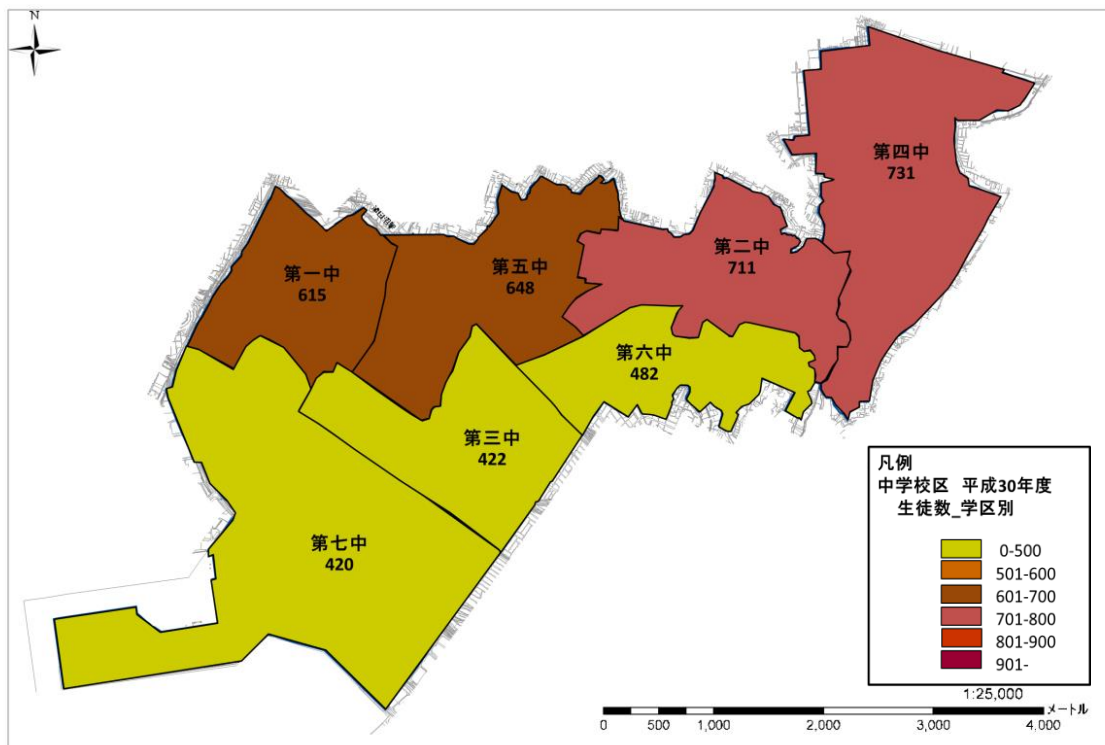 N
第四中
731
第一中
615
第五中
648
第二中
711
第六中
482
第三中
422
第七中
420
凡例
中学校区 平成30年度
生徒数_学区別
0-500
501-600
601-700
701-800
801-900
901-
1:25,000
メートル
0 500 1,000 2,000 3,000 4,000